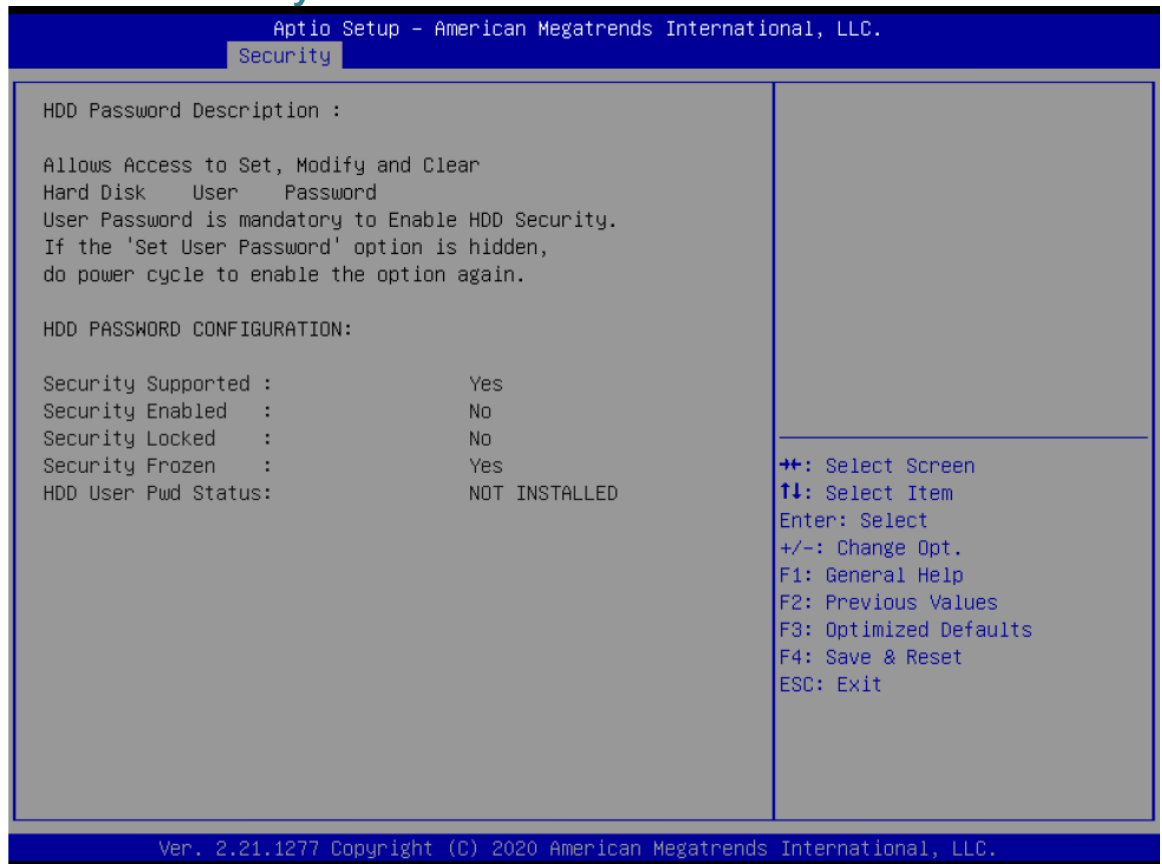 Aptio Setup – American Megatrends International, LLC.
Security
HDD Password Description :
Allows Access to Set, Modify and Clear
Hard Disk    User    Password
User Password is mandatory to Enable HDD Security.
If the 'Set User Password' option is hidden,
do power cycle to enable the option again.
HDD PASSWORD CONFIGURATION:
Security Supported :    Yes
Security Enabled   :    No
Security Locked    :    No
Security Frozen    :    Yes
HDD User Pwd Status:    NOT INSTALLED
→←: Select Screen
↑↓: Select Item
Enter: Select
+/-: Change Opt.
F1: General Help
F2: Previous Values
F3: Optimized Defaults
F4: Save & Reset
ESC: Exit
Ver. 2.21.1277 Copyright (C) 2020 American Megatrends International, LLC.